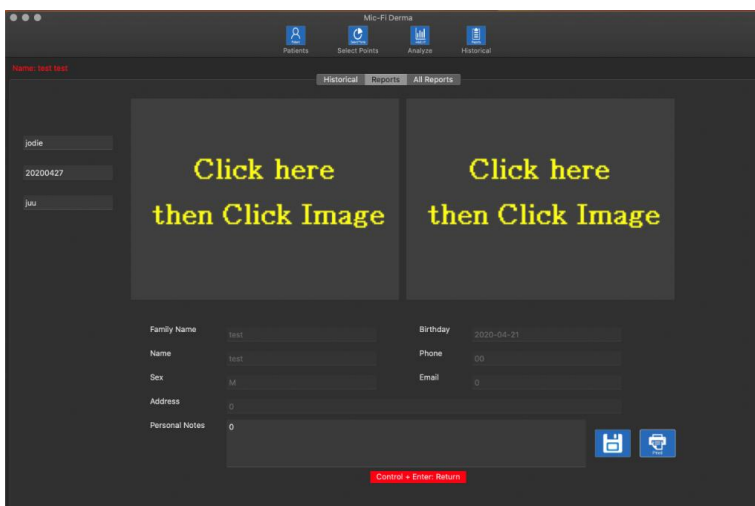 Mic-Fi Derma
Patients Select Points Analyze Historical
Name: test test
Historical Reports All Reports
jodie
20200427
juu
Click here
then Click Image
Click here
then Click Image
Family Name test Birthday 2020-04-21
Name test Phone 00
Sex M Email 0
Address 0
Personal Notes 0
Print
Control + Enter: Return